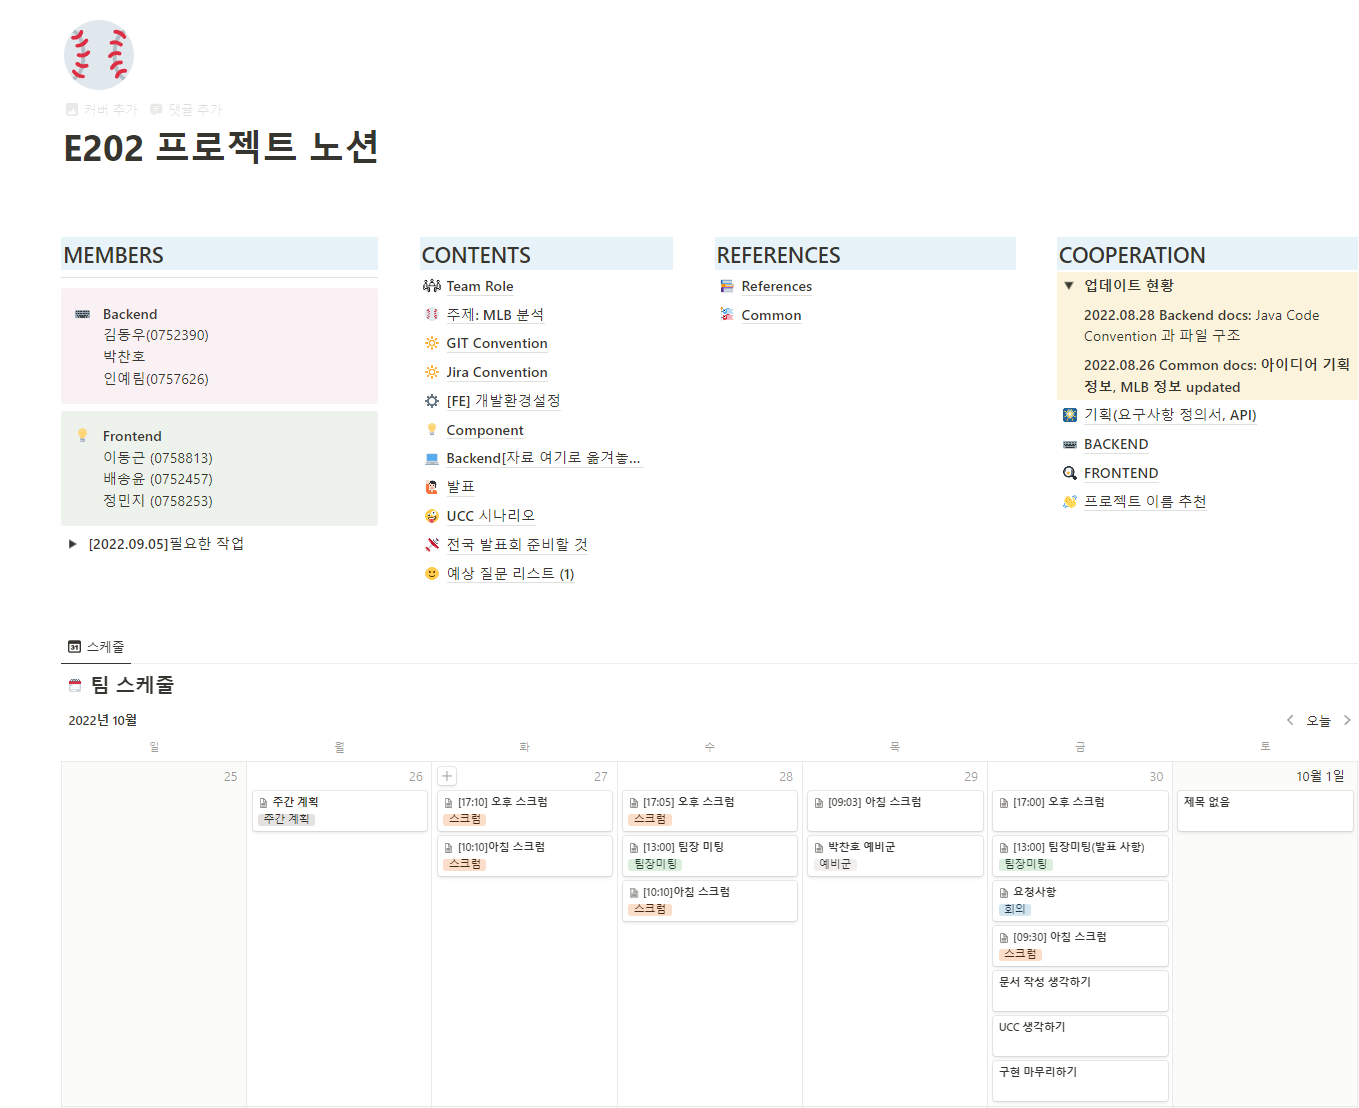 커버 추가 댓글 추가
E202 프로젝트 노션
MEMBERS
Backend
김동우(0752390)
박찬호
인예림(0757626)
Frontend
이동근 (0758813)
배송윤 (0752457)
정민지 (0758253)
[2022.09.05]필요한 작업
CONTENTS
Team Role
주제: MLB 분석
GIT Convention
Jira Convention
[FE] 개발환경설정
Component
Backend[자료 여기로 옮겨놓...
발표
UCC 시나리오
전국 발표회 준비할 것
예상 질문 리스트 (1)
REFERENCES
References
Common
COOPERATION
업데이트 현황
2022.08.28 Backend docs: Java Code
Convention 과 파일 구조
2022.08.26 Common docs: 아이디어 기획
정보, MLB 정보 updated
기획(요구사항 정의서, API)
BACKEND
FRONTEND
프로젝트 이름 추천
31 스케줄
팀 스케줄
2022년 10월 오늘
일 월 화 수 목 금 토
25
26
주간 계획
주간 계획
27
[17:10] 오후 스크럼
스크럼
[10:10]아침 스크럼
스크럼
28
[17:05] 오후 스크럼
스크럼
[13:00] 팀장 미팅
팀장미팅
[10:10]아침 스크럼
스크럼
29
[09:03] 아침 스크럼
박찬호 예비군
예비군
30
[17:00] 오후 스크럼
[13:00] 팀장미팅(발표 사항)
팀장미팅
요청사항
회의
[09:30] 아침 스크럼
스크럼
문서 작성 생각하기
UCC 생각하기
구현 마무리하기
10월 1일
제목 없음